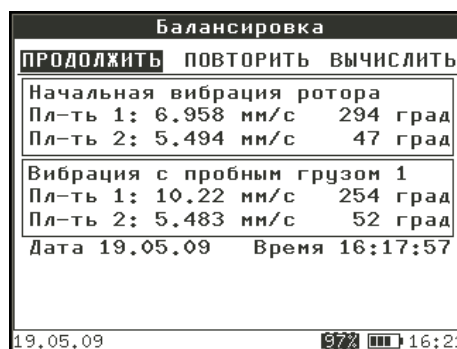 Балансировка
ПРОДОЛЖИТЬ ПОВТОРИТЬ ВЫЧИСЛИТЬ
Начальная вибрация ротора
Пл-ть 1: 6.958 мм/с 294 град
Пл-ть 2: 5.494 мм/с 47 град
Вибрация с пробным грузом 1
Пл-ть 1: 10.22 мм/с 254 град
Пл-ть 2: 5.483 мм/с 52 град
Дата 19.05.09 Время 16:17:57
19.05.09 97% 16:21